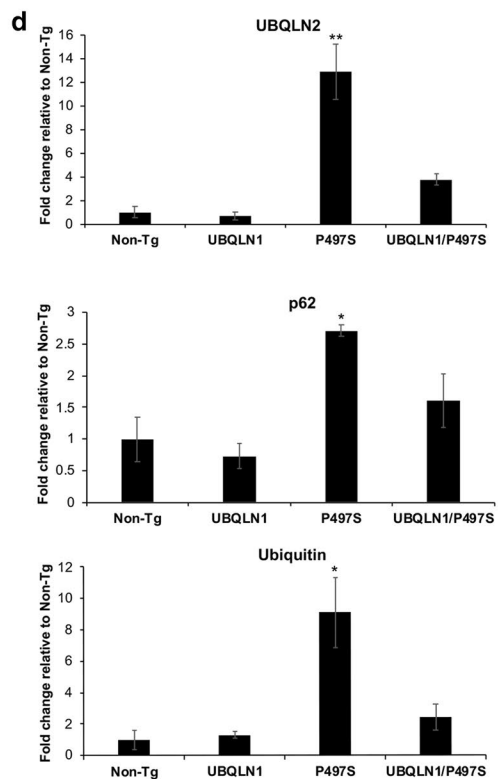 d
UBQLN2
Fold change relative to Non-Tg
16
14
12
10
8
6
4
2
0
**
Non-Tg UBQLN1 P497S UBQLN1/P497S
p62
Fold change relative to Non-Tg
3
2.5
2
1.5
1
0.5
0
*
Non-Tg UBQLN1 P497S UBQLN1/P497S
Ubiquitin
Fold change relative to Non-Tg
12
10
8
6
4
2
0
*
Non-Tg UBQLN1 P497S UBQLN1/P497S